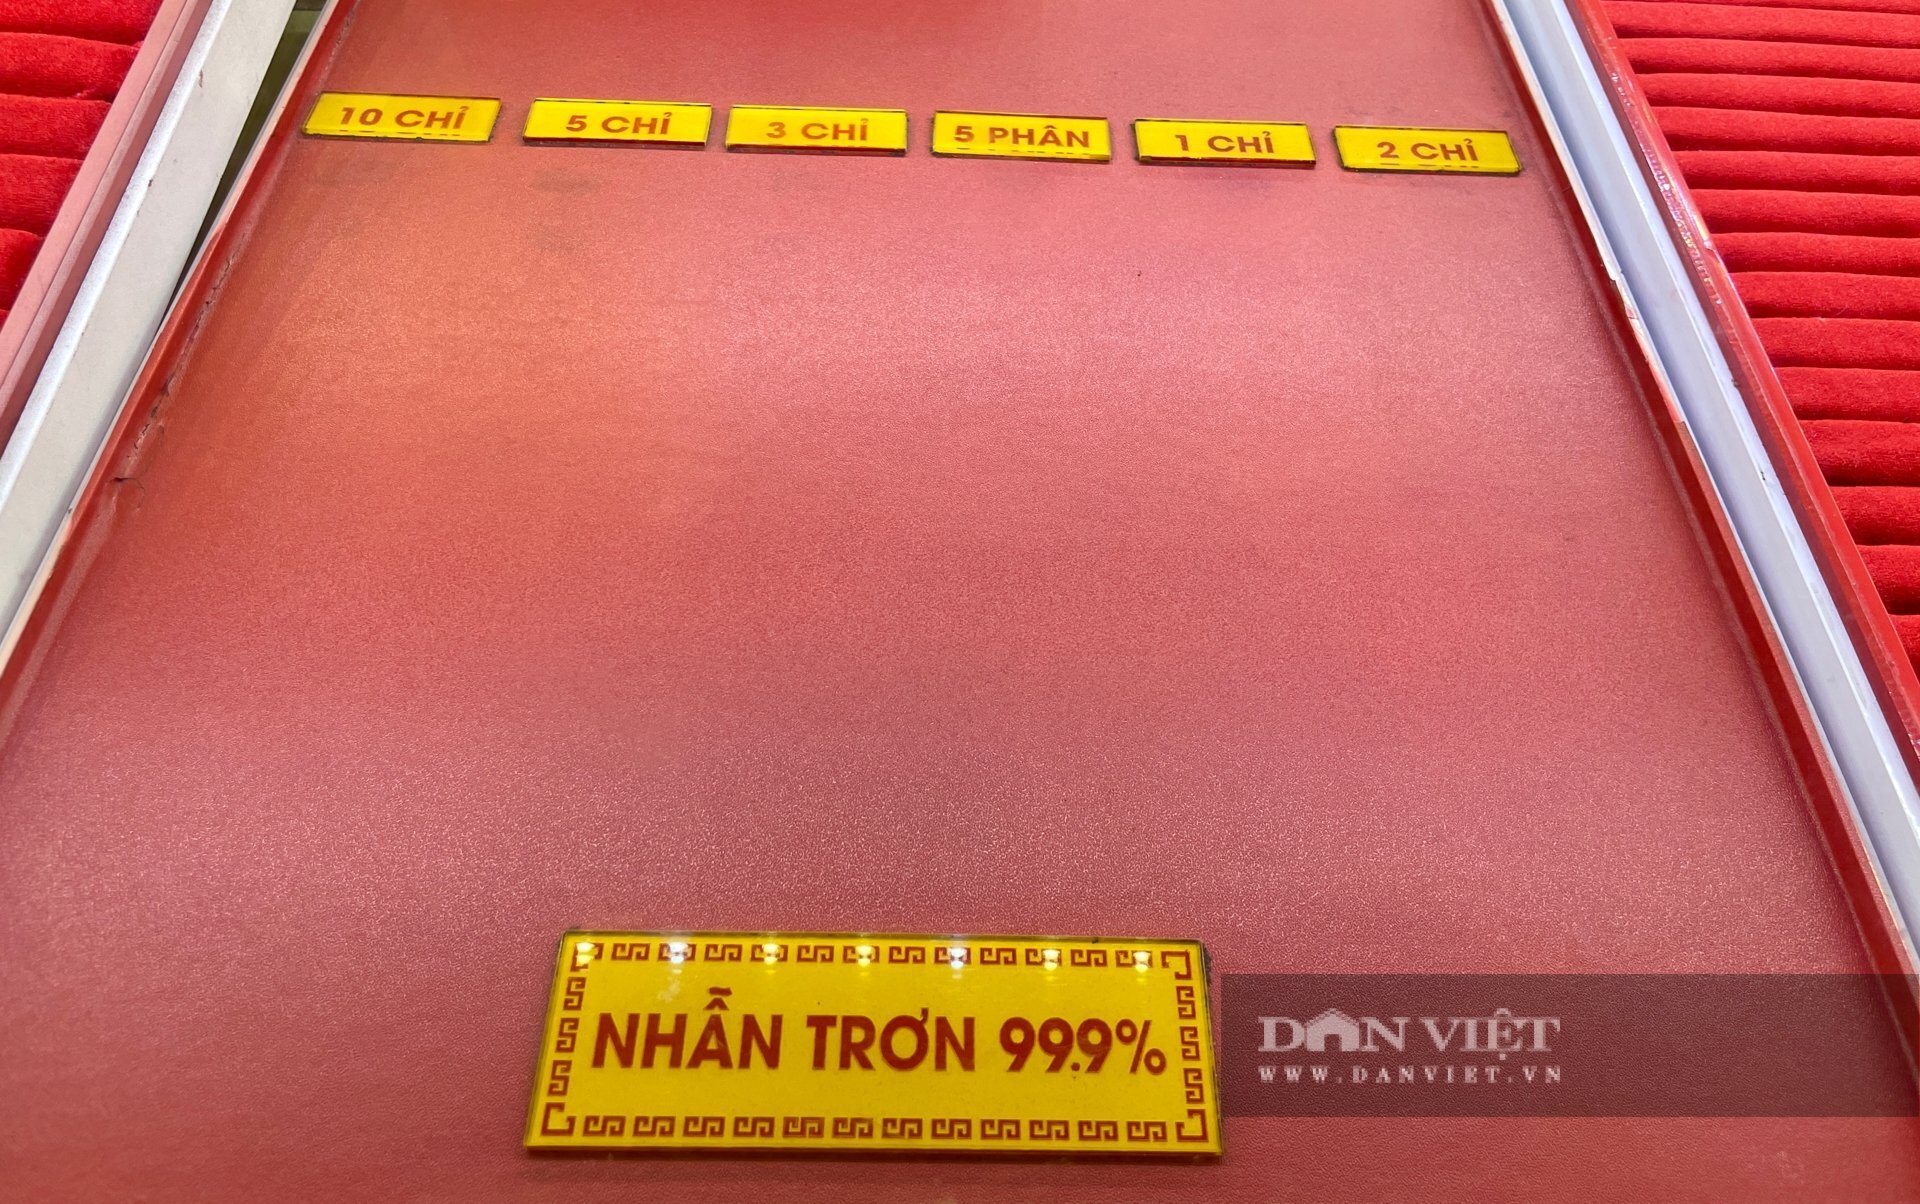 10 CHỈ
5 CHỈ
3 CHỈ
5 PHÂN
1 CHỈ
2 CHỈ
NHẪN TRƠN 99.9%
DÂN VIỆT
WWW.DANVIET.VN